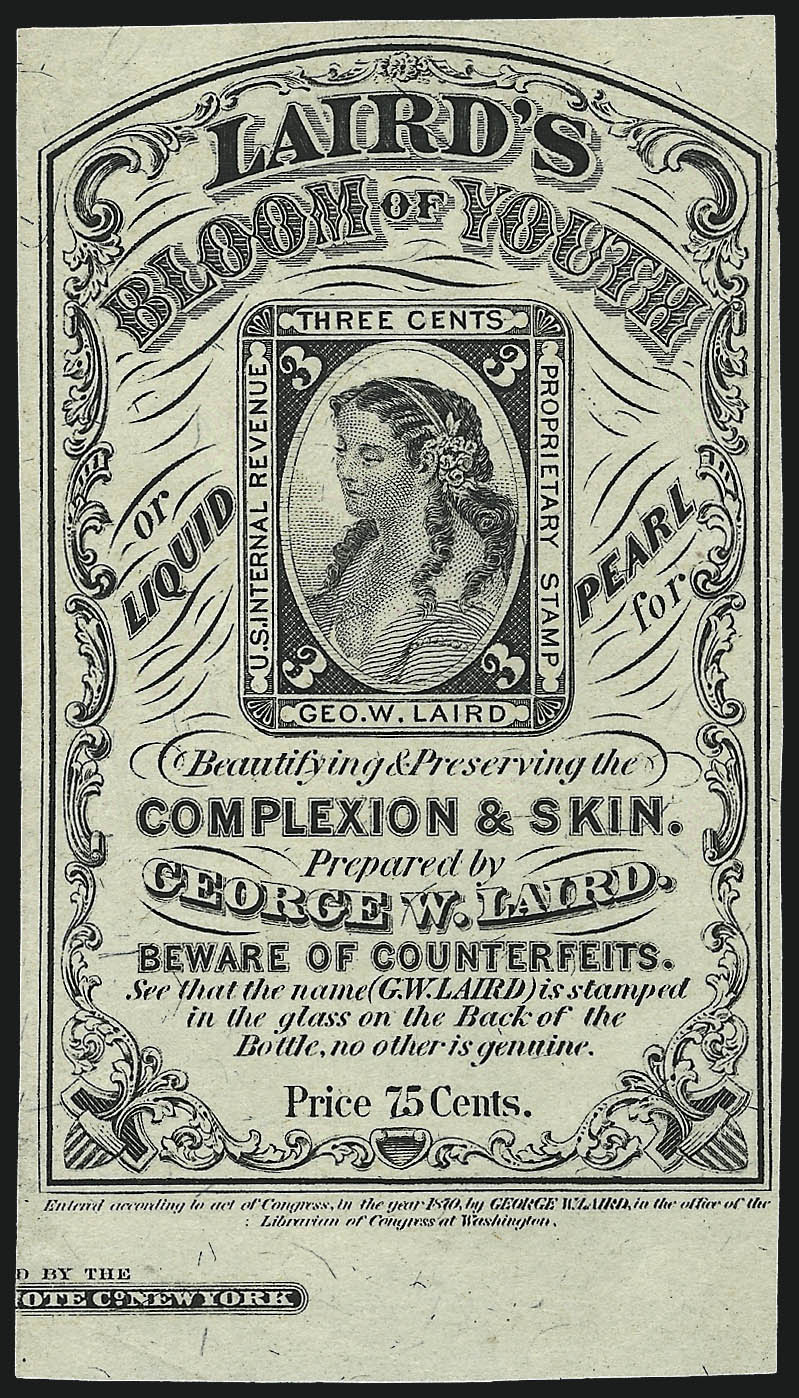 LAIRD'S
BLOOM OF YOUTH
THREE CENTS
3 3
U.S. INTERNAL REVENUE
PROPRIETARY STAMP
3 3
GEO. W. LAIRD
or
LIQUID
PEARL
for
Beautifying & Preserving the
COMPLEXION & SKIN.
Prepared by
GEORGE W. LAIRD.
BEWARE OF COUNTERFEITS.
See that the name (G.W. LAIRD) is stamped
in the glass on the Back of the
Bottle, no other is genuine.
Price 75 Cents.
Entered according to act of Congress, in the year 1870, by GEORGE W. LAIRD, in the office of the
Librarian of Congress at Washington.
D BY THE
OTE Co. NEW YORK